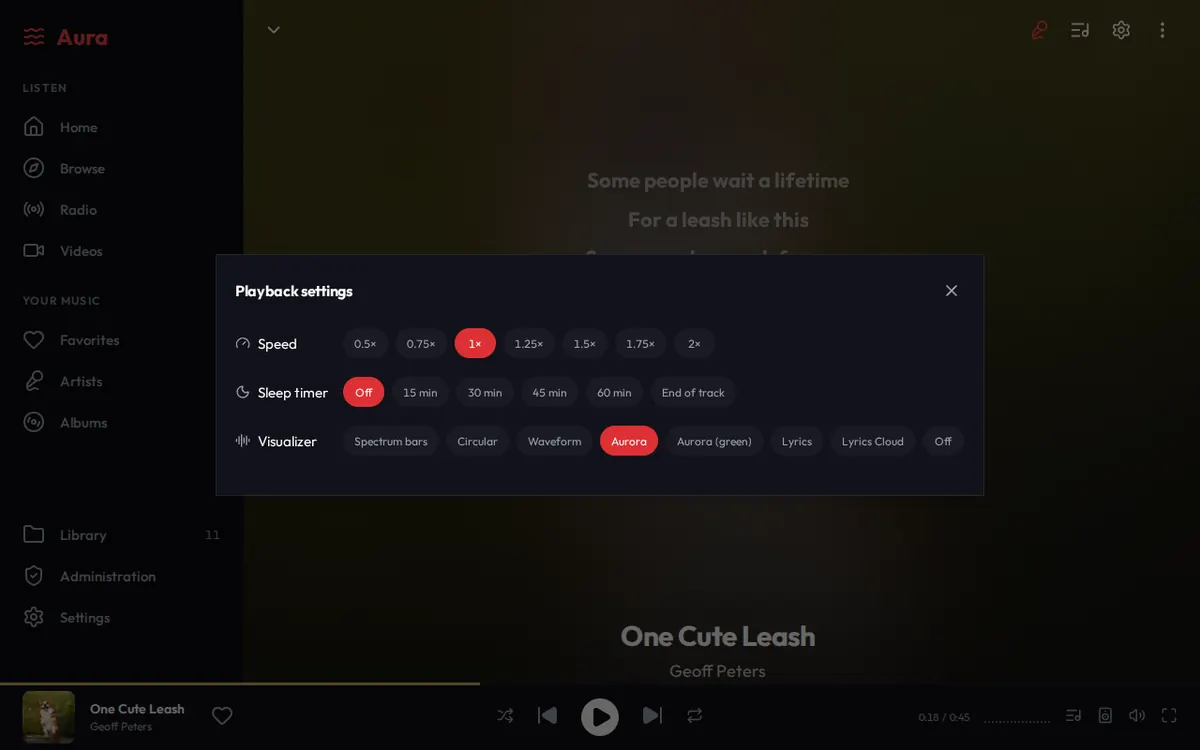 Aura
LISTEN
Home
Browse
Radio
Videos
YOUR MUSIC
Favorites
Artists
Albums
Library 11
Administration
Settings
Some people wait a lifetime
For a leash like this
Playback settings
Speed 0.5× 0.75× 1× 1.25× 1.5× 1.75× 2×
Sleep timer Off 15 min 30 min 45 min 60 min End of track
Visualizer Spectrum bars Circular Waveform Aurora Aurora (green) Lyrics Lyrics Cloud Off
One Cute Leash
Geoff Peters
One Cute Leash
Geoff Peters
0:18 / 0:45